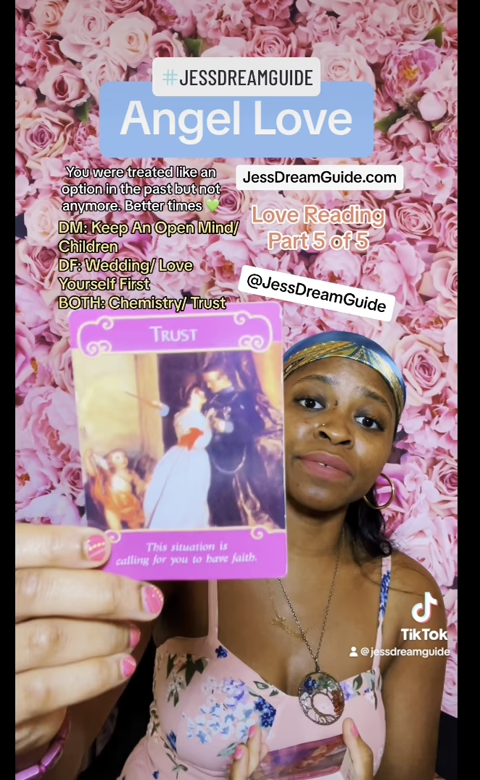 #JESSDREAMGUIDE
Angel Love
You were treated like an
option in the past but not
anymore. Better times 💚
JessDreamGuide.com
DM: Keep An Open Mind/
Children
DF: Wedding/ Love
Yourself First
BOTH: Chemistry/ Trust
Love Reading
Part 5 of 5
@JessDreamGuide
TRUST
This situation is
calling for you to have faith.
TikTok
@jessdreamguide